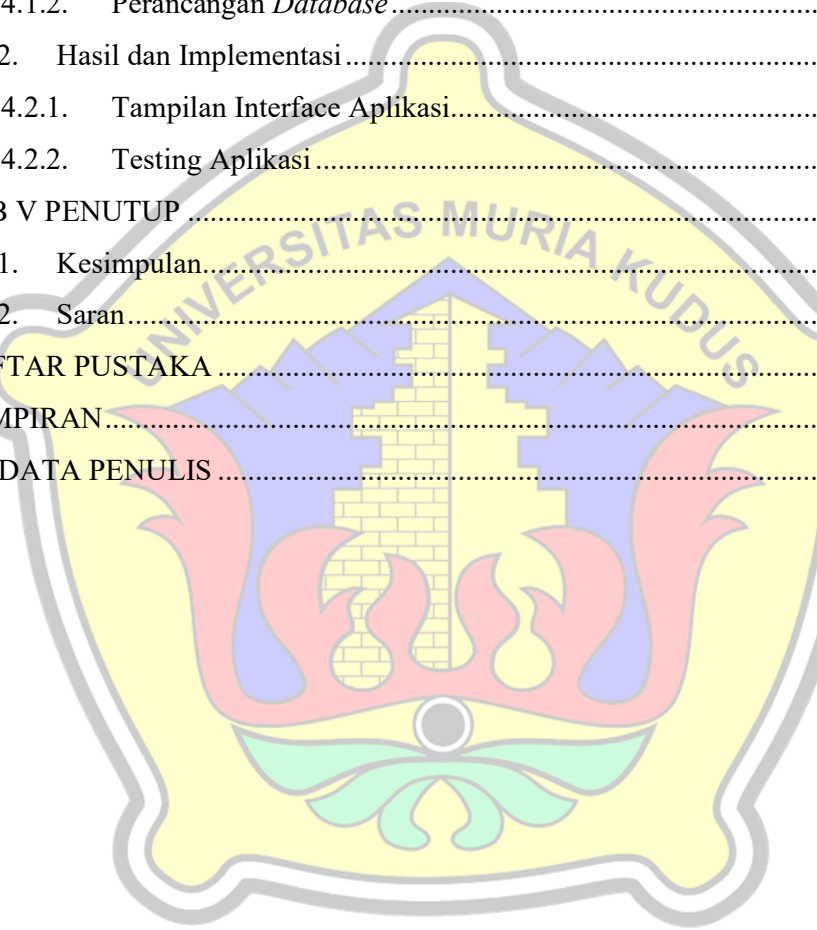 4.1.2. Perancangan Database
2. Hasil dan Implementasi
4.2.1. Tampilan Interface Aplikasi
4.2.2. Testing Aplikasi
B V PENUTUP
1. Kesimpulan
2. Saran
FTAR PUSTAKA
MPIRAN
DATA PENULIS
UNIVERSITAS MURIA KUDUS